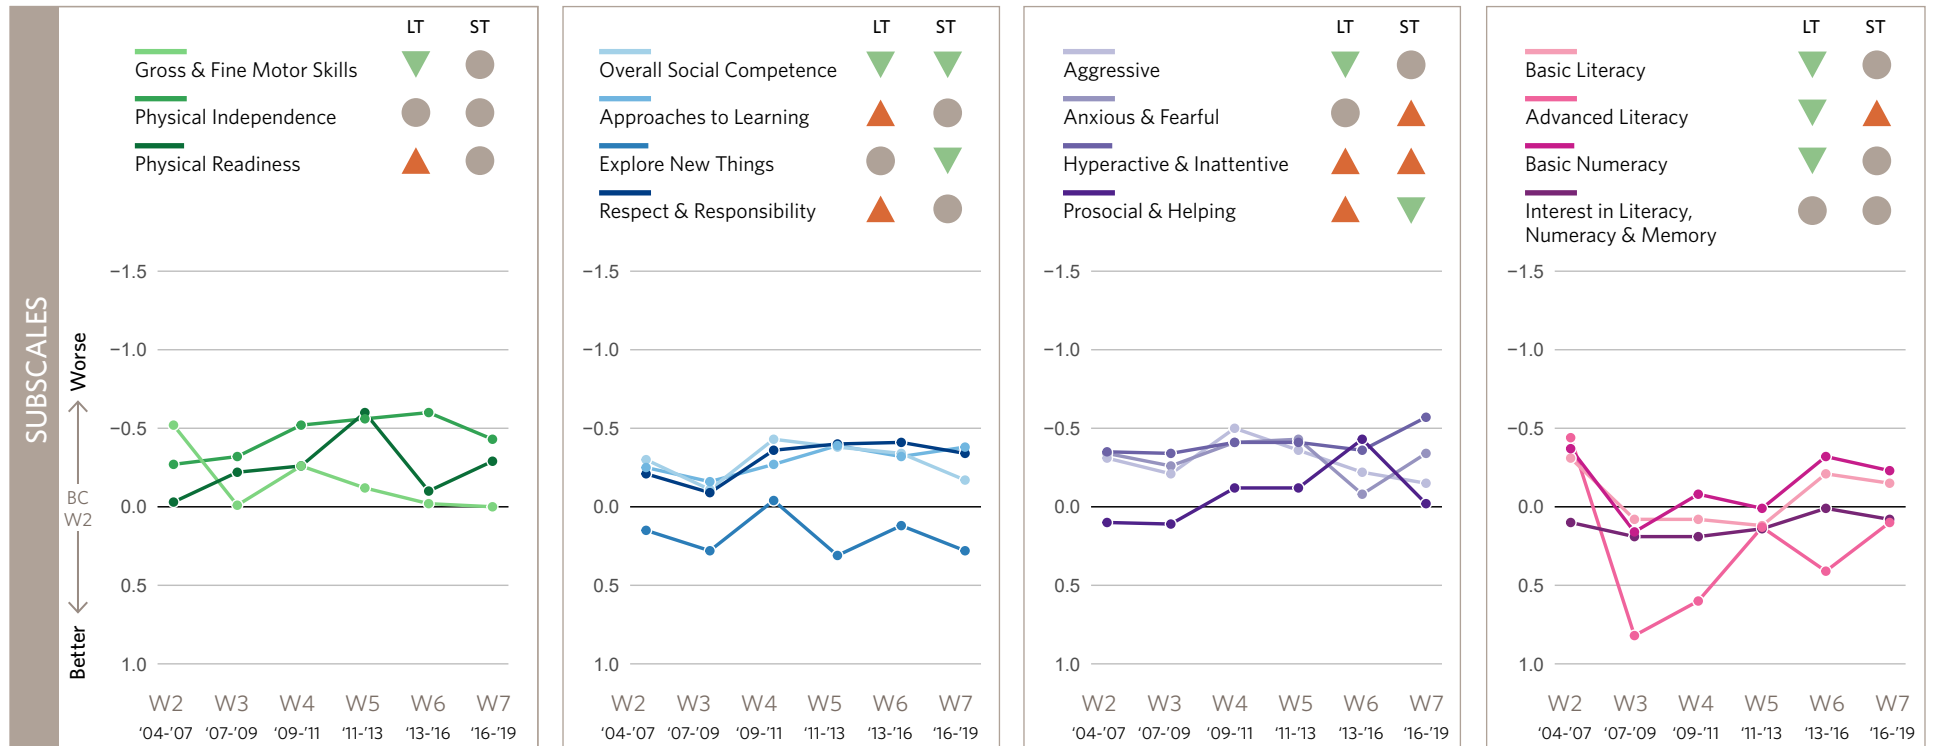 SUBSCALES
Worse
BC
W2
Better
LT ST
Gross & Fine Motor Skills
Physical Independence
Physical Readiness
−1.5
−1.0
−0.5
0.0
0.5
1.0
W2 W3 W4 W5 W6 W7
‘04-’07 ‘07-’09 ‘09-’11 ‘11-’13 ‘13-’16 ‘16-’19
LT ST
Overall Social Competence
Approaches to Learning
Explore New Things
Respect & Responsibility
−1.5
−1.0
−0.5
0.0
0.5
1.0
W2 W3 W4 W5 W6 W7
‘04-’07 ‘07-’09 ‘09-’11 ‘11-’13 ‘13-’16 ‘16-’19
LT ST
Aggressive
Anxious & Fearful
Hyperactive & Inattentive
Prosocial & Helping
−1.5
−1.0
−0.5
0.0
0.5
1.0
W2 W3 W4 W5 W6 W7
‘04-’07 ‘07-’09 ‘09-’11 ‘11-’13 ‘13-’16 ‘16-’19
LT ST
Basic Literacy
Advanced Literacy
Basic Numeracy
Interest in Literacy,
Numeracy & Memory
−1.5
−1.0
−0.5
0.0
0.5
1.0
W2 W3 W4 W5 W6 W7
‘04-’07 ‘07-’09 ‘09-’11 ‘11-’13 ‘13-’16 ‘16-’19